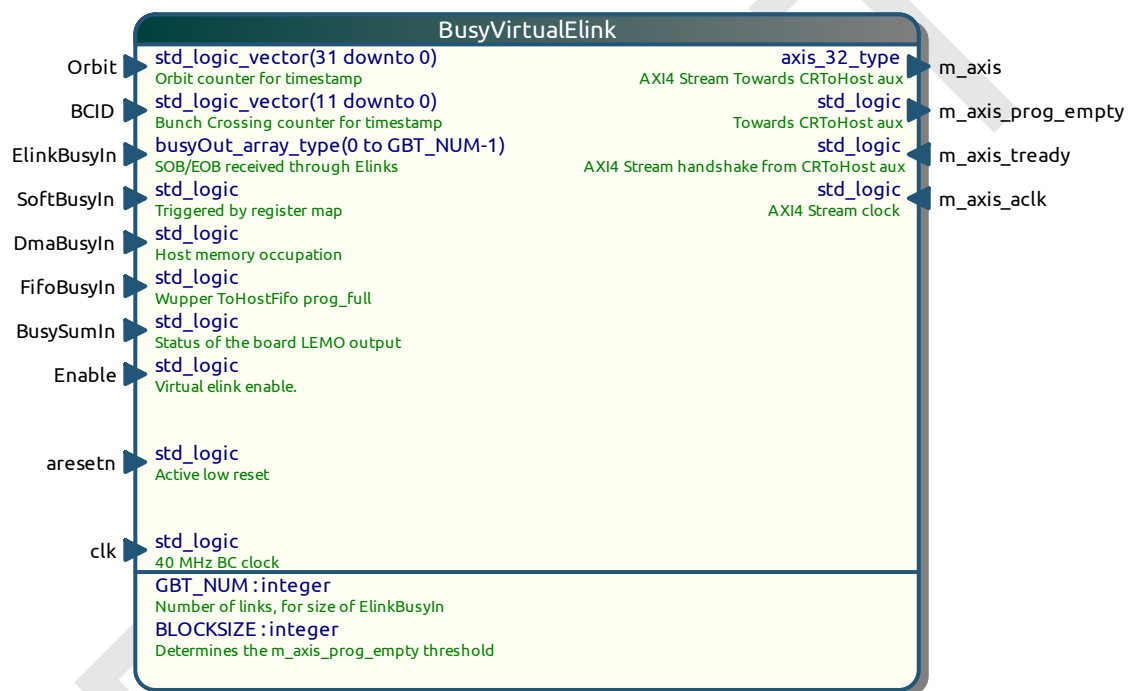 BusyVirtualElink
Orbit
std_logic_vector(31 downto 0)
Orbit counter for timestamp
axis_32_type
AXI4 Stream Towards CRToHost aux
m_axis
BCID
std_logic_vector(11 downto 0)
Bunch Crossing counter for timestamp
std_logic
Towards CRToHost aux
m_axis_prog_empty
ElinkBusyIn
busyOut_array_type(0 to GBT_NUM-1)
SOB/EOB received through Elinks
std_logic
AXI4 Stream handshake from CRToHost aux
m_axis_tready
SoftBusyIn
std_logic
Triggered by register map
std_logic
AXI4 Stream clock
m_axis_aclk
DmaBusyIn
std_logic
Host memory occupation
FifoBusyIn
std_logic
Wupper ToHostFifo prog_full
BusySumIn
std_logic
Status of the board LEMO output
Enable
std_logic
Virtual elink enable.
aresetn
std_logic
Active low reset
clk
std_logic
40 MHz BC clock
GBT_NUM : integer
Number of links, for size of ElinkBusyIn
BLOCKSIZE : integer
Determines the m_axis_prog_empty threshold